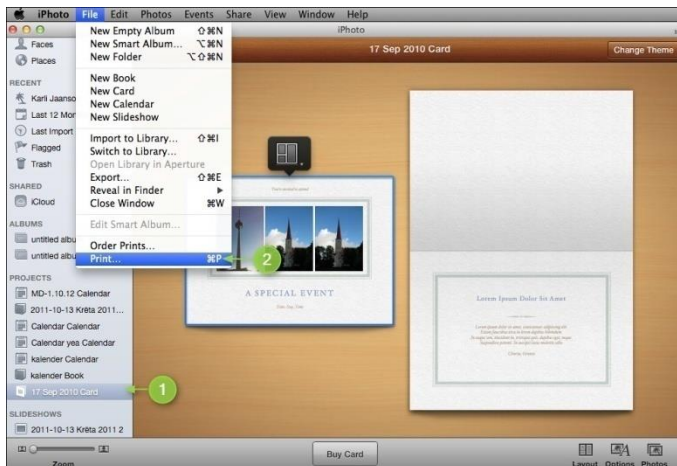 iPhoto File Edit Photos Events Share View Window Help
iPhoto
17 Sep 2010 Card
Change Theme
Faces
Places
RECENT
Karli Jaanso
Last 12 Mon
Last Import
Flagged
Trash
SHARED
iCloud
ALBUMS
untitled albu
untitled albu
PROJECTS
MD-1.10.12 Calendar
2011-10-13 Krēta 2011...
Calendar Calendar
Calendar yea Calendar
kalender Calendar
kalender Book
17 Sep 2010 Card
SLIDESHOWS
2011-10-13 Krēta 2011 2
Zoom
New Empty Album ⇧⌘N
New Smart Album... ⌥⌘N
New Folder ⌥⇧⌘N
New Book
New Card
New Calendar
New Slideshow
Import to Library... ⇧⌘I
Switch to Library...
Open Library in Aperture
Export... ⇧⌘E
Reveal in Finder ▶
Close Window ⌘W
Edit Smart Album...
Order Prints...
Print... ⌘P
2
1
A SPECIAL EVENT
Lorem Ipsum Dolor Sit Amet
Buy Card
Layout Options Photos